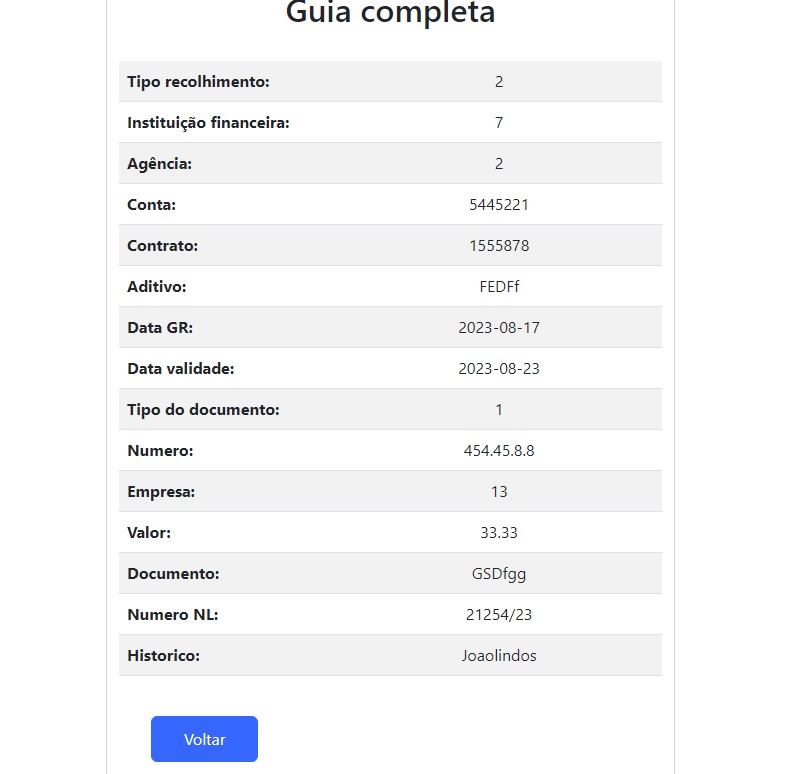 Guia completa
Tipo recolhimento: 2
Instituição financeira: 7
Agência: 2
Conta: 5445221
Contrato: 1555878
Aditivo: FEDFf
Data GR: 2023-08-17
Data validade: 2023-08-23
Tipo do documento: 1
Numero: 454.45.8.8
Empresa: 13
Valor: 33.33
Documento: GSDfgg
Numero NL: 21254/23
Historico: Joaolindos
Voltar